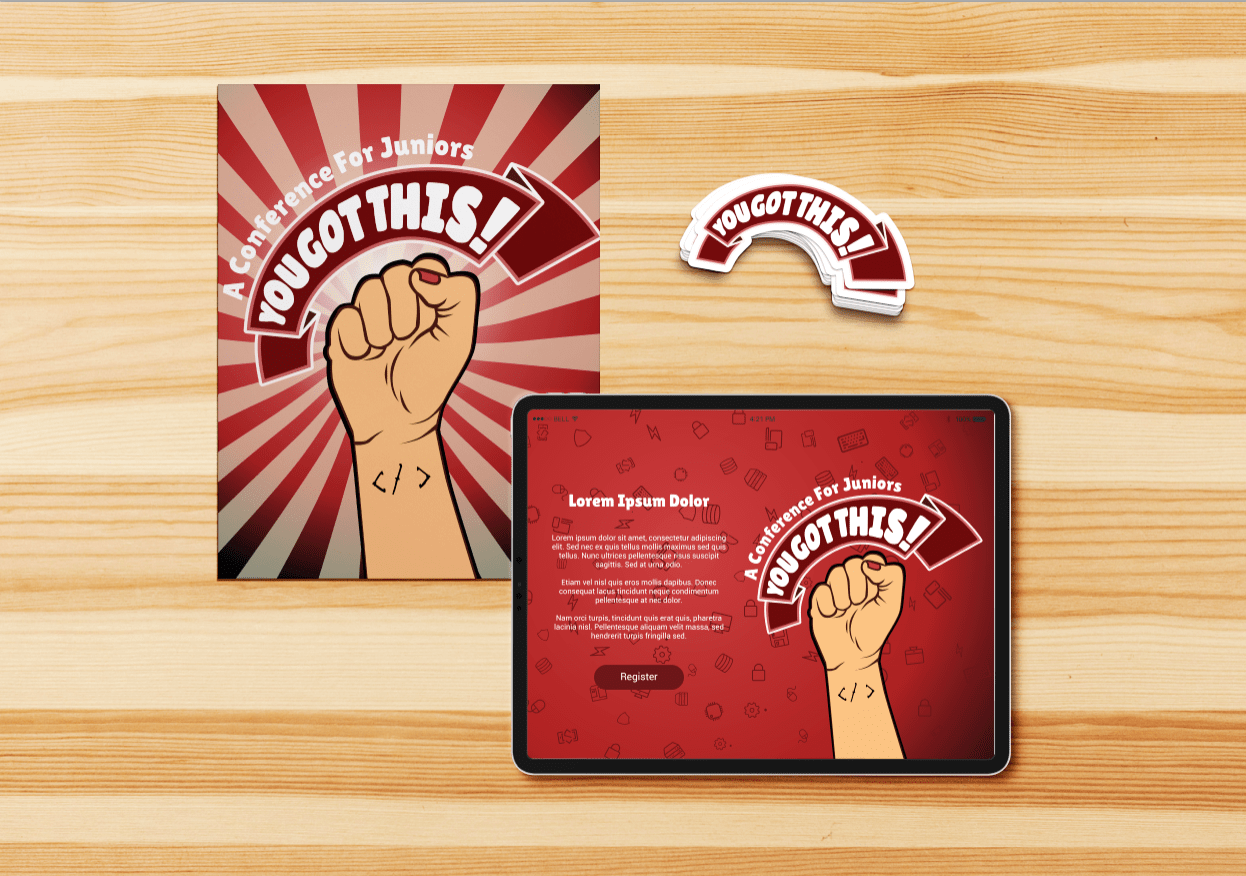 A Conference For Juniors
YOU GOT THIS!
</>
YOU GOT THIS!
BELL
4:21 PM
Lorem Ipsum Dolor
Lorem ipsum dolor sit amet, consectetur adipiscing
elit. Sed nec ex quis tellus mollis maximus sed quis
tellus. Nunc ultrices pellentesque risus suscipit
sagittis. Sed at urna odio.
Etiam vel nisl quis eros mollis dapibus. Donec
consequat lacus tincidunt neque condimentum
pellentesque at nec dolor.
Nam orci turpis, tincidunt quis erat quis, pharetra
lacinia nisl. Pellentesque aliquam velit massa, sed
hendrerit turpis fringilla sed.
Register
A Conference For Juniors
YOU GOT THIS!
</>